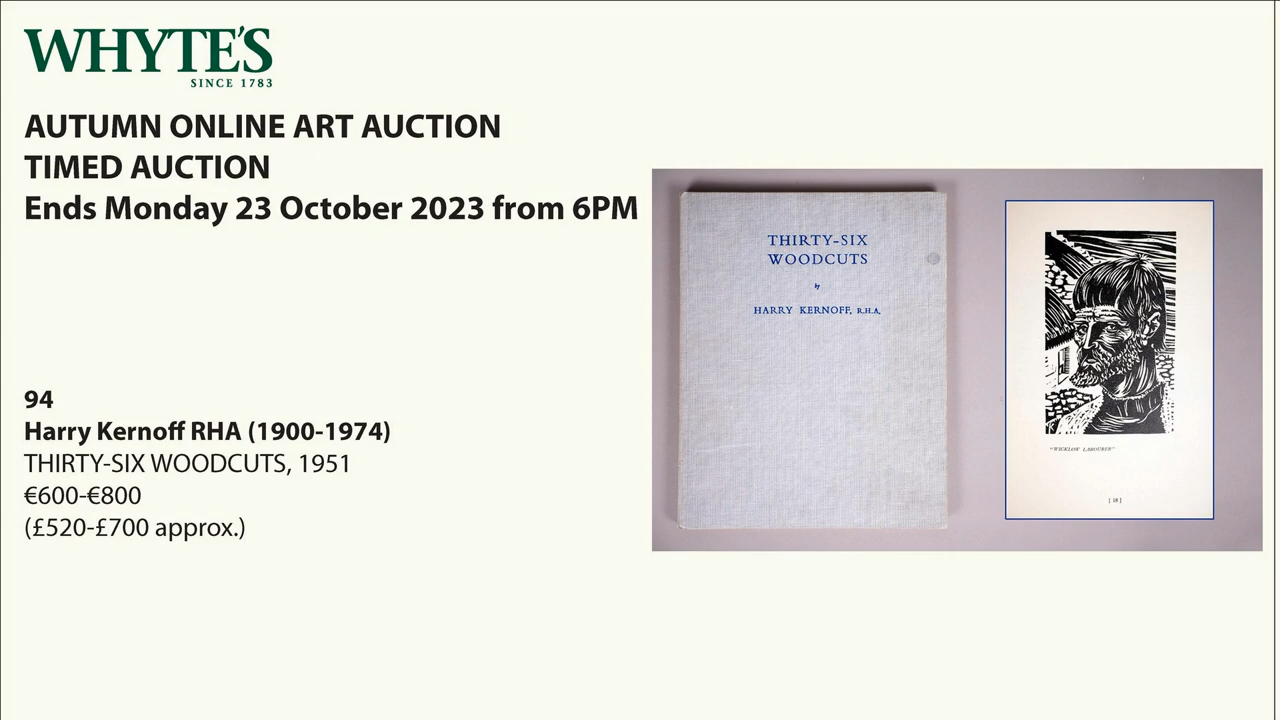 WHYTE'S
SINCE 1783
AUTUMN ONLINE ART AUCTION
TIMED AUCTION
Ends Monday 23 October 2023 from 6PM
94
Harry Kernoff RHA (1900-1974)
THIRTY-SIX WOODCUTS, 1951
€600-€800
(£520-£700 approx.)
THIRTY-SIX
WOODCUTS
by
HARRY KERNOFF, R.H.A.
"WICKLOW LABOURER"
[ 18 ]